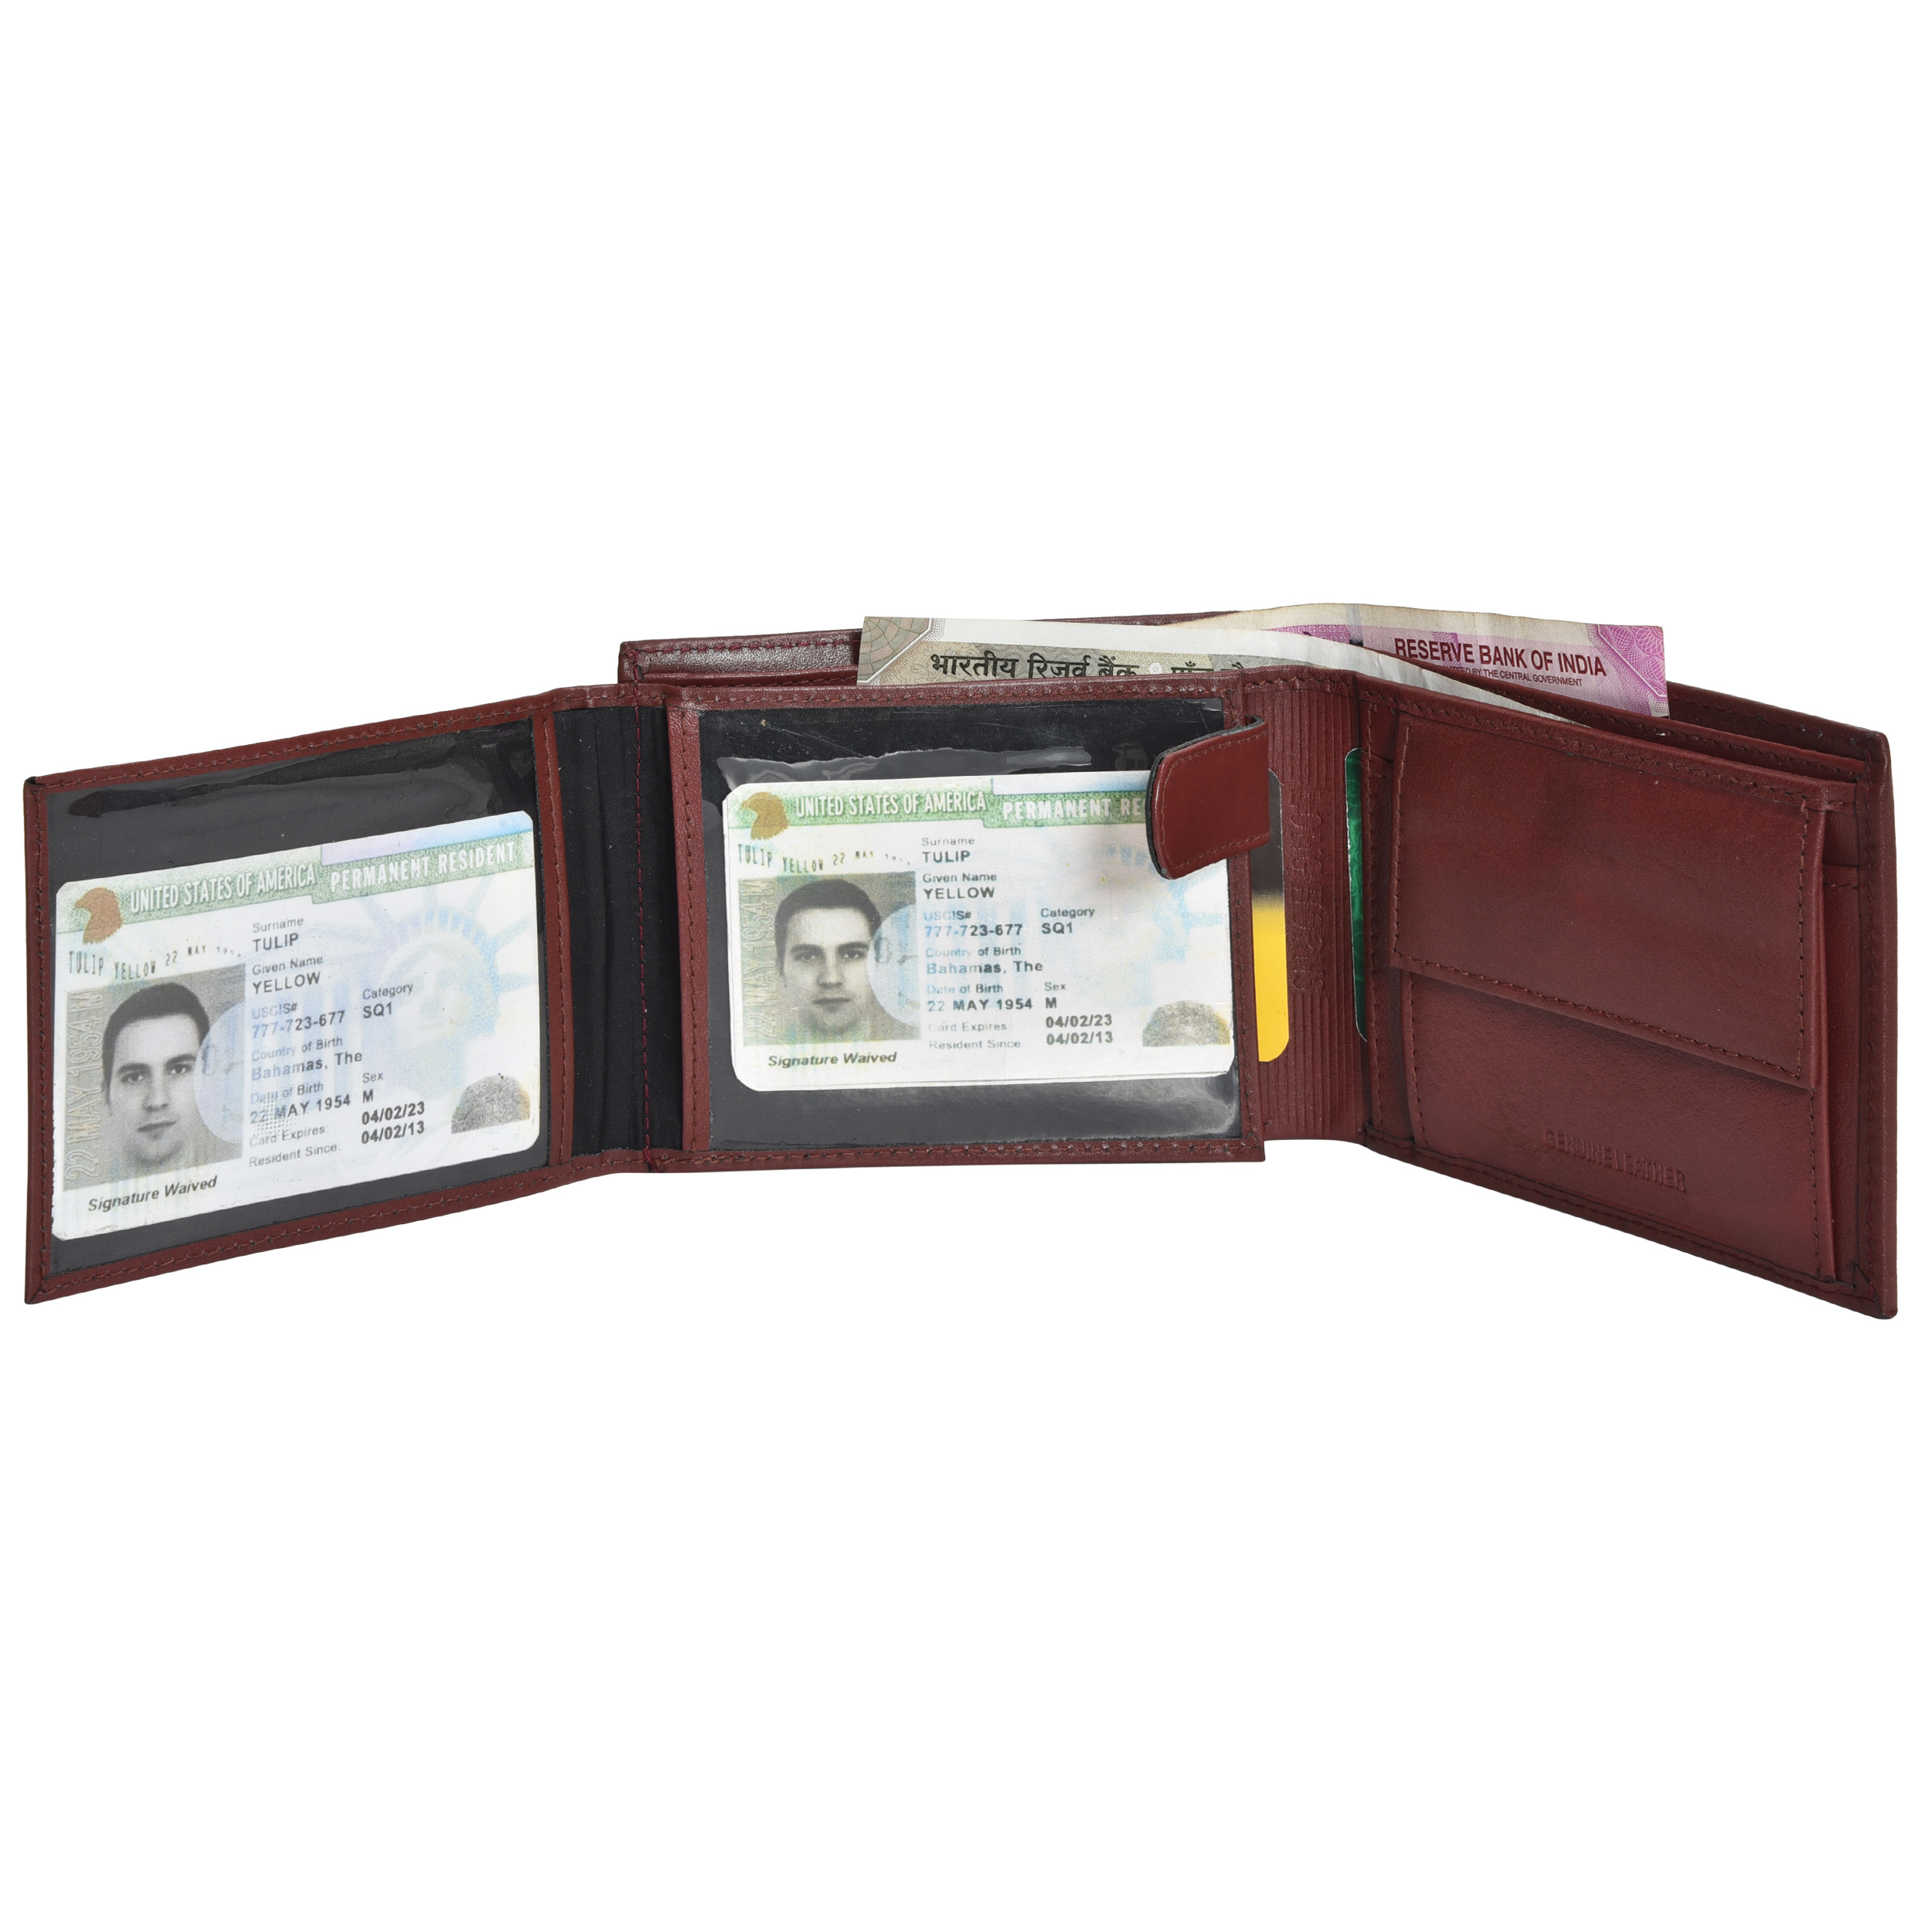 भारतीय रिजर्व बैंक
RESERVE BANK OF INDIA
BY THE CENTRAL GOVERNMENT
UNITED STATES OF AMERICA PERMANENT RESIDENT
TULIP YELLOW 22 MAY
Surname
TULIP
Given Name
YELLOW
USCIS# Category
777-723-677 SQ1
Country of Birth
Bahamas, The
Date of Birth Sex
22 MAY 1954 M
Card Expires: 04/02/23
Resident Since: 04/02/13
22 MAY 1954 M
Signature Waived
UNITED STATES OF AMERICA PERMANENT RE
TULIP YELLOW 22 MAY
Surname
TULIP
Given Name
YELLOW
USCIS# Category
777-723-677 SQ1
Country of Birth
Bahamas, The
Date of Birth Sex
22 MAY 1954 M
Card Expires: 04/02/23
Resident Since 04/02/13
22 MAY 1954 M
Signature Waived
GENUINE LEATHER